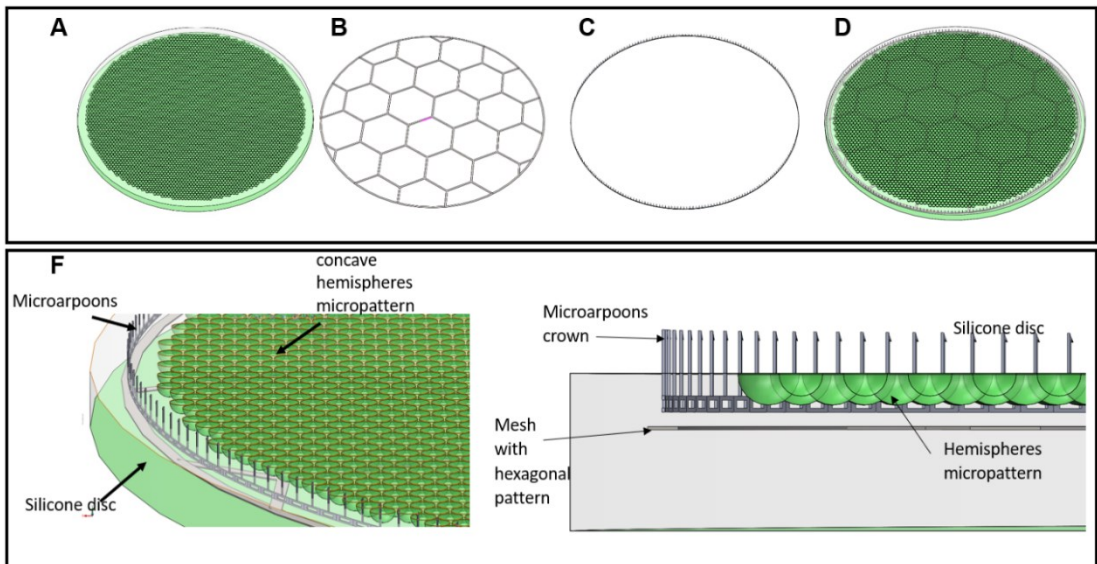 A
B
C
D
F
concave
hemispheres
micropattern
Microarpoons
Silicone disc
Microarpoons
crown
Silicone disc
Mesh
with
hexagonal
pattern
Hemispheres
micropattern